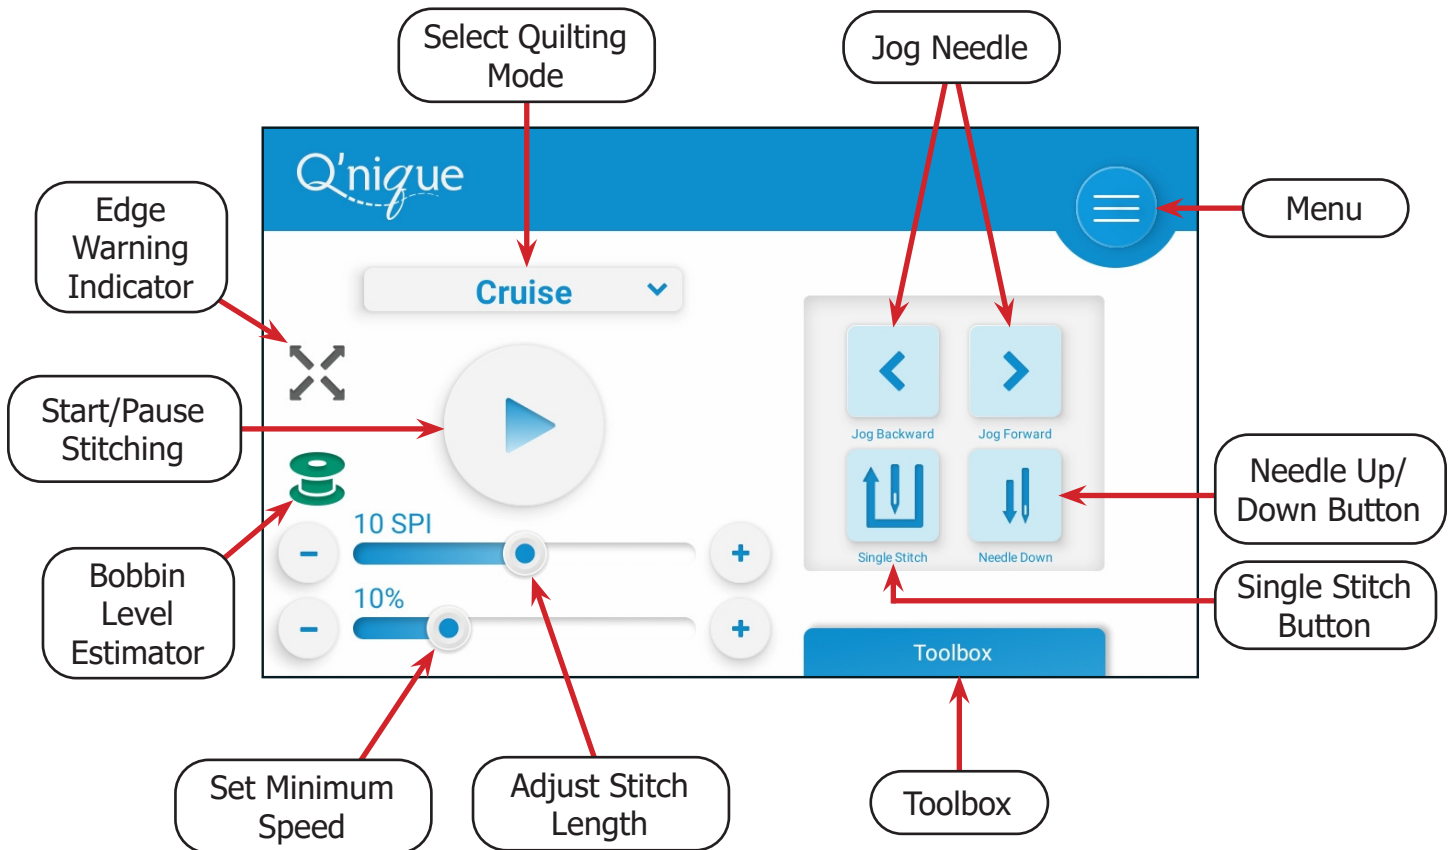 Select Quilting
Mode
Jog Needle
Q'nique
Edge
Warning
Indicator
Menu
Cruise
Start/Pause
Stitching
Jog Backward
Jog Forward
Needle Up/
Down Button
10 SPI
Single Stitch
Needle Down
Bobbin
Level
Estimator
10%
Single Stitch
Button
Toolbox
Set Minimum
Speed
Adjust Stitch
Length
Toolbox